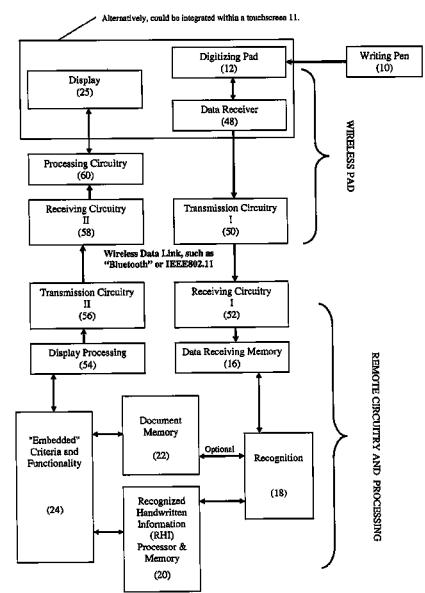 Alternatively, could be integrated within a touchscreen 11.
Digitizing Pad
(12)
Writing Pen
(10)
Display
(25)
Data Receiver
(48)
WIRELESS PAD
Processing Circuitry
(60)
Receiving Circuitry
II
(58)
Transmission Circuitry
I
(50)
Wireless Data Link, such as
"Bluetooth" or IEEE802.11
Transmission Circuitry
II
(56)
Receiving Circuitry
I
(52)
Display Processing
(54)
Data Receiving Memory
(16)
REMOTE CIRCUITRY AND PROCESSING
"Embedded"
Criteria and
Functionality
(24)
Document
Memory
(22)
Optional
Recognition
(18)
Recognized
Handwritten
Information
(RHI)
Processor &
Memory
(20)